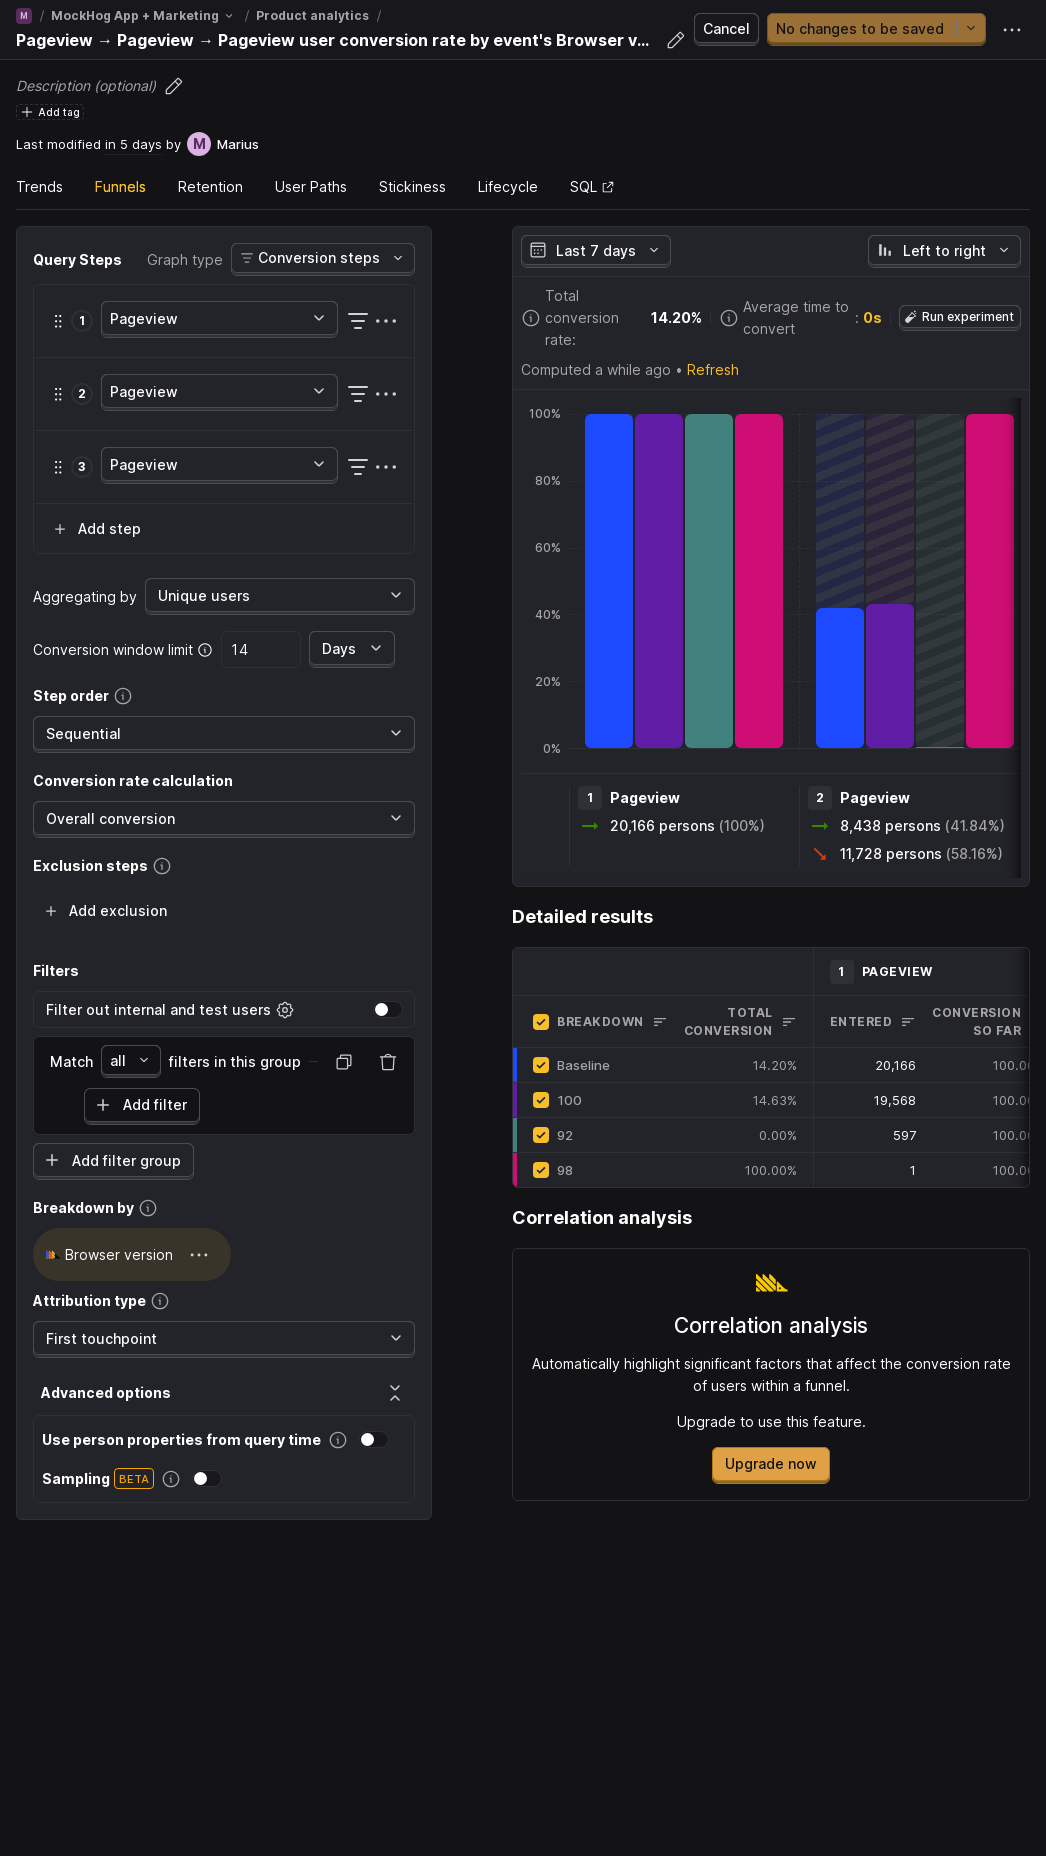 M / MockHog App + Marketing / Product analytics /
Pageview → Pageview → Pageview user conversion rate by event's Browser v...
Cancel
No changes to be saved
Description (optional)
Add tag
Last modified in 5 days by M Marius
Trends Funnels Retention User Paths Stickiness Lifecycle SQL
Query Steps Graph type Conversion steps
1 Pageview
2 Pageview
3 Pageview
Add step
Aggregating by Unique users
Conversion window limit 14 Days
Step order
Sequential
Conversion rate calculation
Overall conversion
Exclusion steps
Add exclusion
Filters
Filter out internal and test users
Match all filters in this group
Add filter
Add filter group
Breakdown by
Browser version
Attribution type
First touchpoint
Advanced options
Use person properties from query time
Sampling BETA
Last 7 days Left to right
Total conversion rate: 14.20%
Average time to convert : 0s
Run experiment
Computed a while ago • Refresh
100%
80%
60%
40%
20%
0%
1 Pageview
20,166 persons (100%)
2 Pageview
8,438 persons (41.84%)
11,728 persons (58.16%)
Detailed results
1 PAGEVIEW
BREAKDOWN TOTAL CONVERSION ENTERED CONVERSION SO FAR
Baseline 14.20% 20,166 100.00
100 14.63% 19,568 100.00
92 0.00% 597 100.00
98 100.00% 1 100.00
Correlation analysis
Correlation analysis
Automatically highlight significant factors that affect the conversion rate
of users within a funnel.
Upgrade to use this feature.
Upgrade now